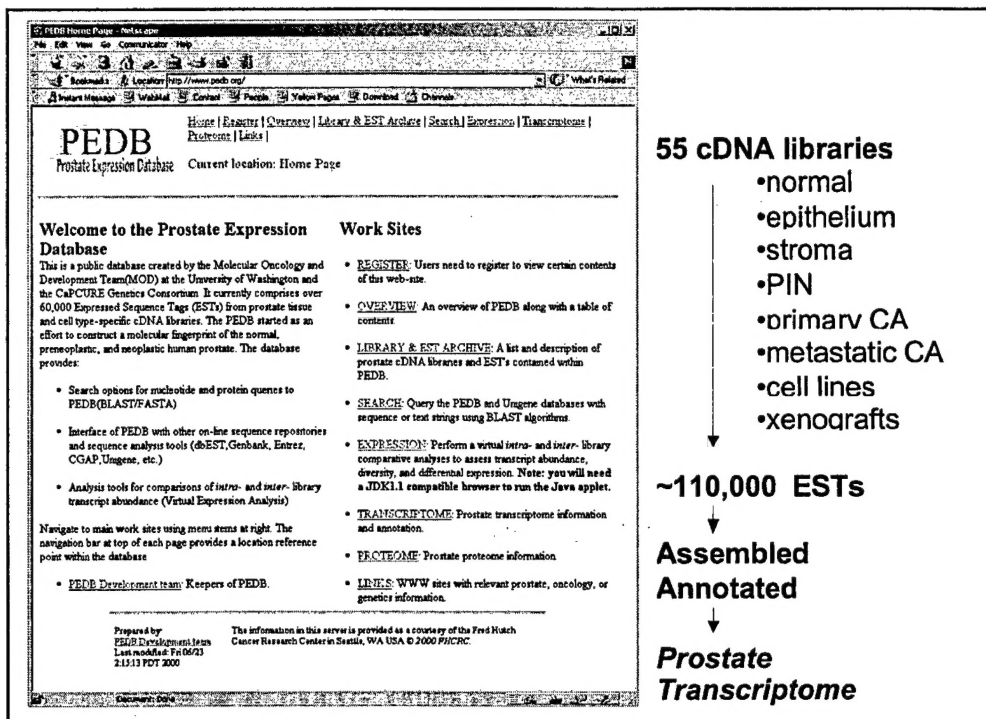 PEDB Home Page - Netscape
File Edit View Go Communicator Help
Bookmarks Location: http://www.pedb.org/ What's Related
Instant Message WebMail Contact People Yellow Pages Download Channels
PEDB
Prostate Expression Database
Home | Register | Overview | Library & EST Archive | Search | Expression | Transcriptome |
Proteome | Links |
Current location: Home Page
Welcome to the Prostate Expression
Database
This is a public database created by the Molecular Oncology and
Development Team(MOD) at the University of Washington and
the CaPCURE Genetics Consortium. It currently comprises over
60,000 Expressed Sequence Tags (ESTs) from prostate tissue
and cell type-specific cDNA libraries. The PEDB started as an
effort to construct a molecular fingerprint of the normal,
preneoplastic, and neoplastic human prostate. The database
provides:
• Search options for nucleotide and protein queries to
PEDB(BLAST/FASTA)
• Interface of PEDB with other on-line sequence repositories
and sequence analysis tools (dbEST,Genbank, Entrez,
CGAP,Unigene, etc.)
• Analysis tools for comparisons of intra- and inter- library
transcript abundance (Virtual Expression Analysis)
Navigate to main work sites using menu items at right. The
navigation bar at top of each page provides a location reference
point within the database
• PEDB Development team: Keepers of PEDB.
Work Sites
• REGISTER: Users need to register to view certain contents
of this web-site.
• OVERVIEW: An overview of PEDB along with a table of
contents.
• LIBRARY & EST ARCHIVE: A list and description of
prostate cDNA libraries and EST's contained within
PEDB.
• SEARCH: Query the PEDB and Unigene databases with
sequence or text strings using BLAST algorithms.
• EXPRESSION: Perform a virtual intra- and inter- library
comparative analyses to assess transcript abundance,
diversity, and differential expression. Note: you will need
a JDK1.1 compatible browser to run the Java applet.
• TRANSCRIPTOME: Prostate transcriptome information
and annotation.
• PROTEOME: Prostate proteome information
• LINKS: WWW sites with relevant prostate, oncology, or
genetics information.
Prepared by
PEDB Development team
Last modified: Fri 06/23
2:15:13 PDT 2000
The information in this server is provided as a courtesy of the Fred Hutch
Cancer Research Center in Seattle, WA USA © 2000 FHCRC.
Document: Done
55 cDNA libraries
•normal
•epithelium
•stroma
•PIN
•primary CA
•metastatic CA
•cell lines
•xenografts
~110,000 ESTs
Assembled
Annotated
Prostate
Transcriptome